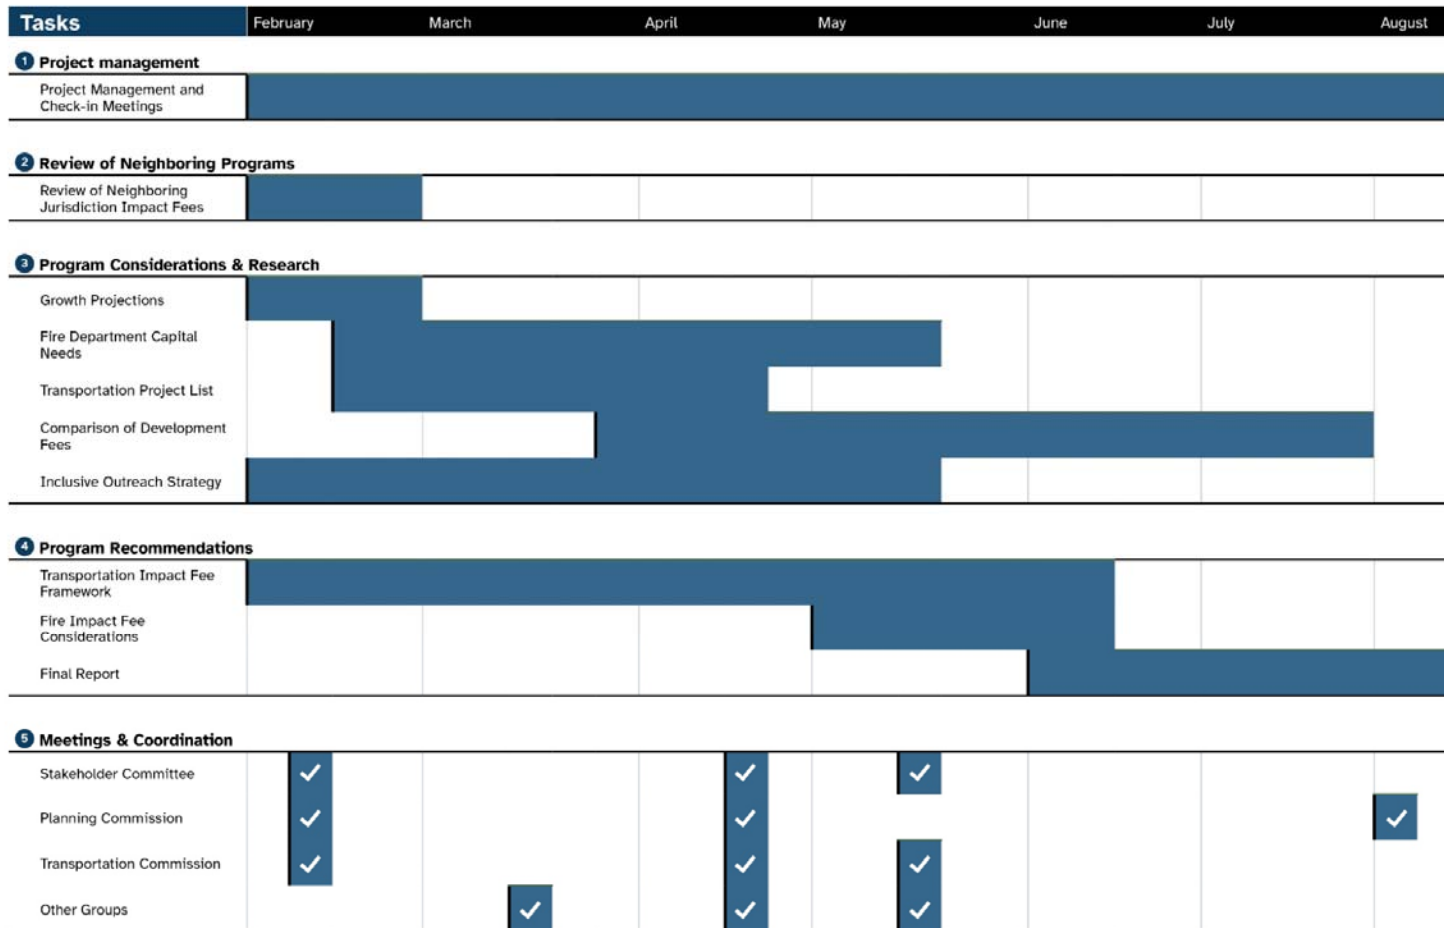 Tasks February March April May June July August
1 Project management
Project Management and
Check-in Meetings
2 Review of Neighboring Programs
Review of Neighboring
Jurisdiction Impact Fees
3 Program Considerations & Research
Growth Projections
Fire Department Capital
Needs
Transportation Project List
Comparison of Development
Fees
Inclusive Outreach Strategy
4 Program Recommendations
Transportation Impact Fee
Framework
Fire Impact Fee
Considerations
Final Report
5 Meetings & Coordination
Stakeholder Committee
Planning Commission
Transportation Commission
Other Groups